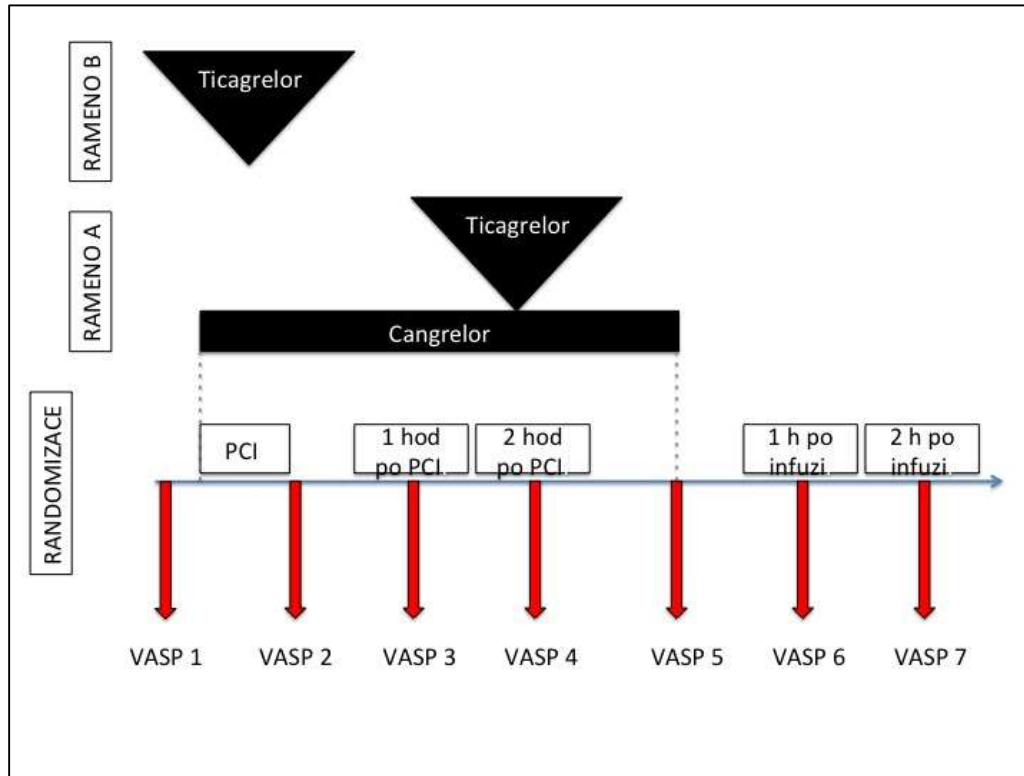 RAMENO B
Ticagrelor
RAMENO A
Ticagrelor
Cangrelor
RANDOMIZACE
PCI
1 hod
po PCI.
2 hod
po PCI.
1 h po
infuzi.
2 h po
infuzi.
VASP 1
VASP 2
VASP 3
VASP 4
VASP 5
VASP 6
VASP 7